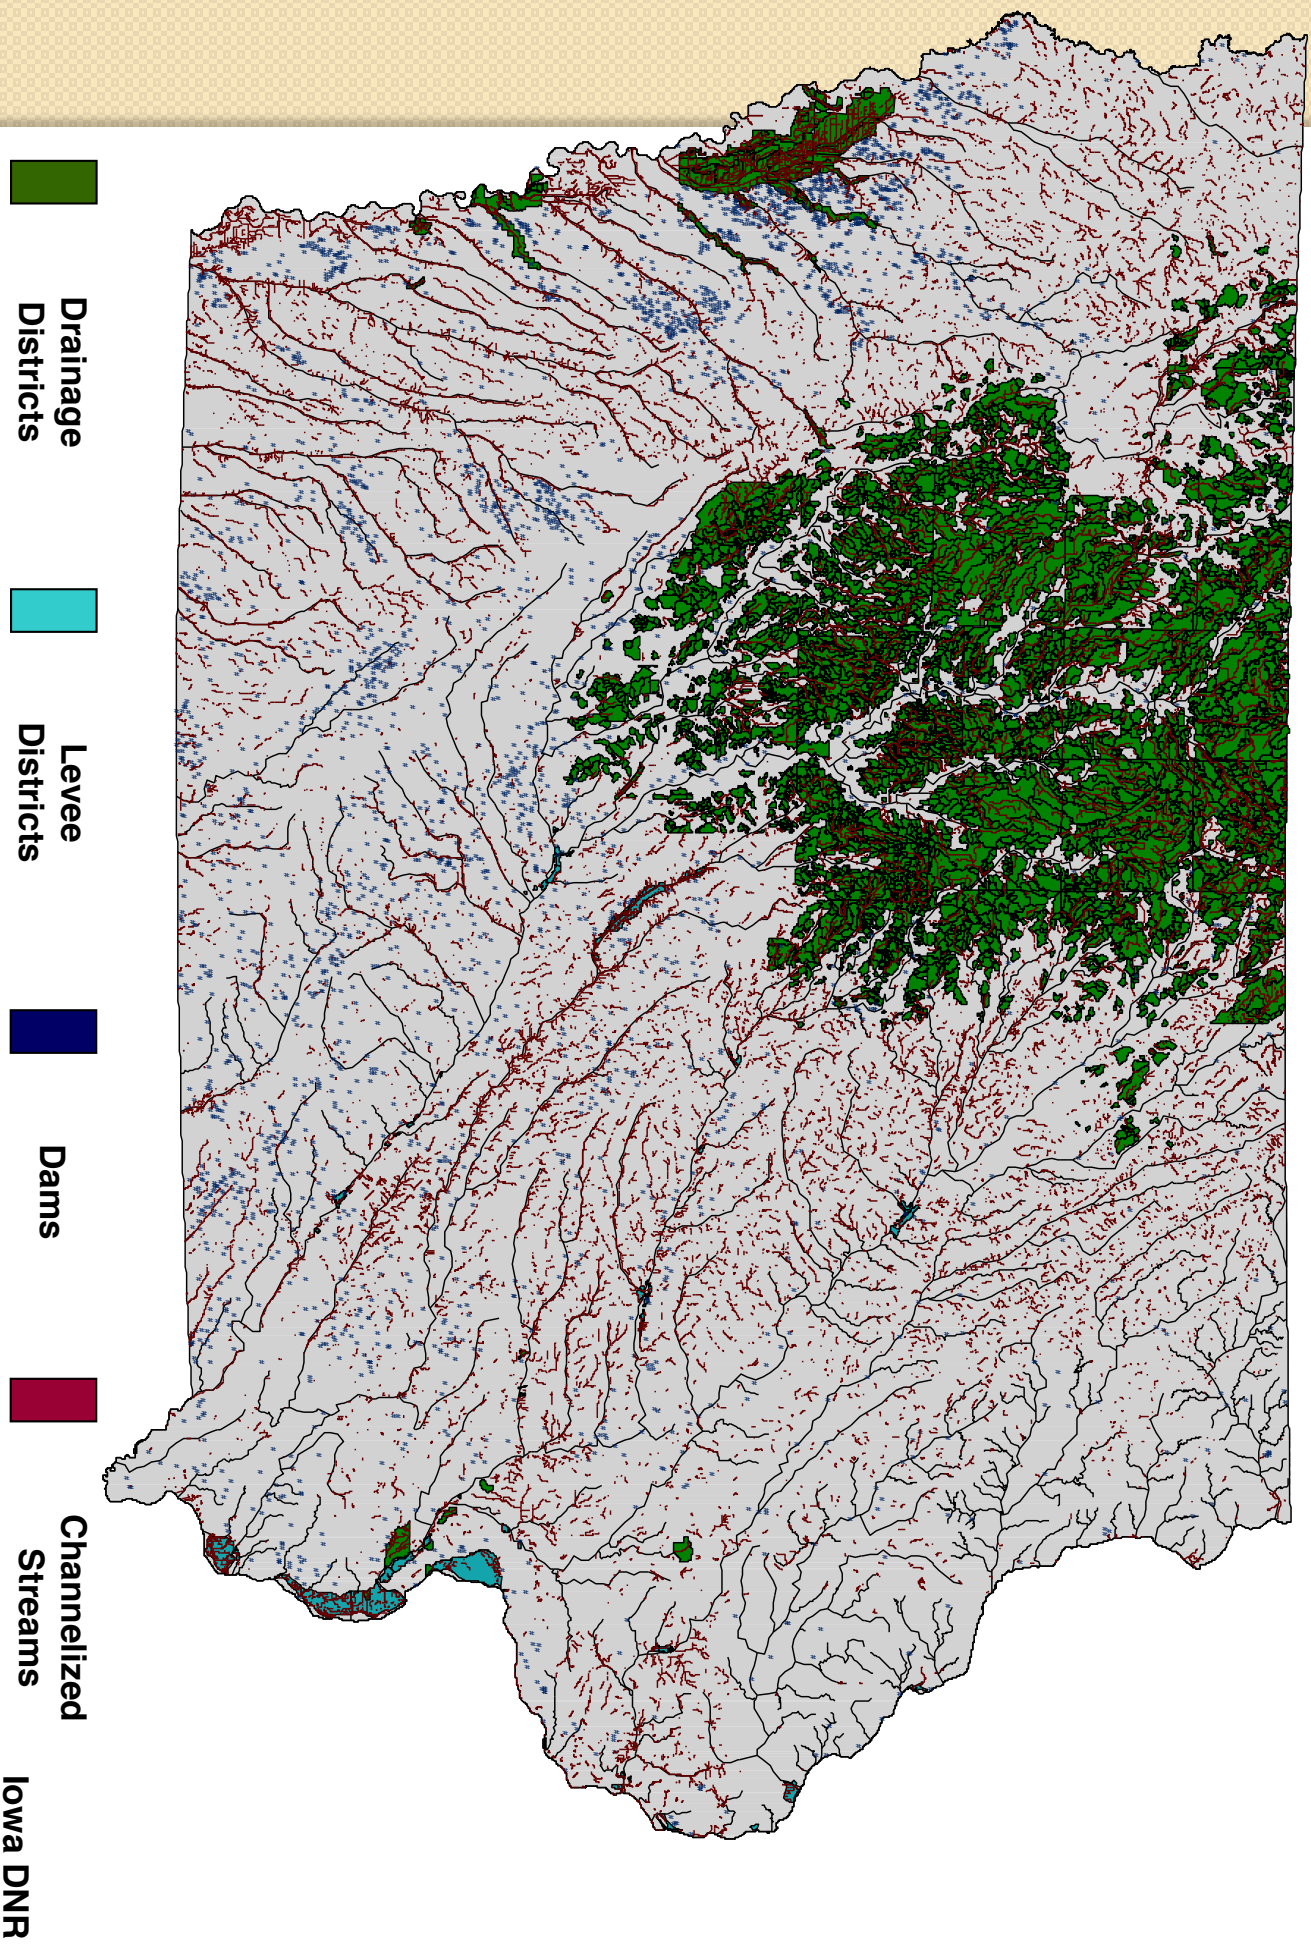 Drainage
Districts
Levee
Districts
Dams
Channelized
Streams
Iowa DNR